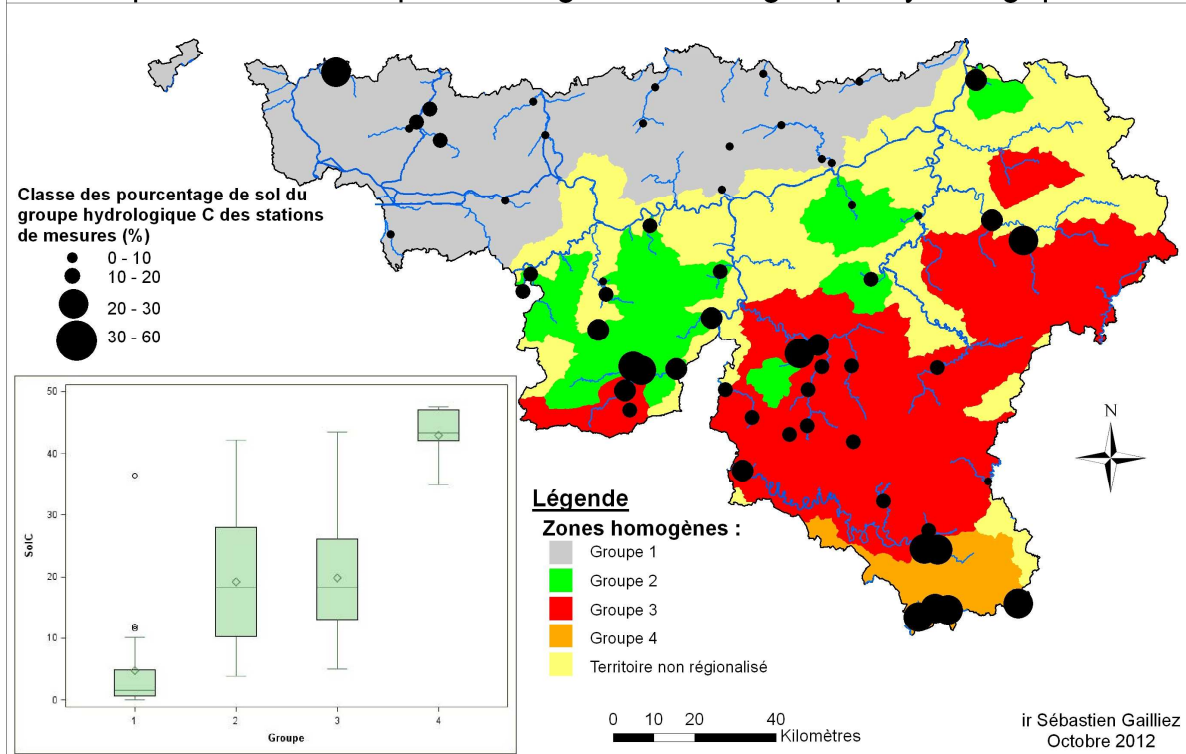 Classe des pourcentage de sol du
groupe hydrologique C des stations
de mesures (%)
0 - 10
10 - 20
20 - 30
30 - 60
50
40
30
20
10
0
SolC
1
2
3
4
Groupe
Légende
Zones homogènes :
Groupe 1
Groupe 2
Groupe 3
Groupe 4
Territoire non régionalisé
N
0 10 20 40
Kilomètres
ir Sébastien Gailliez
Octobre 2012